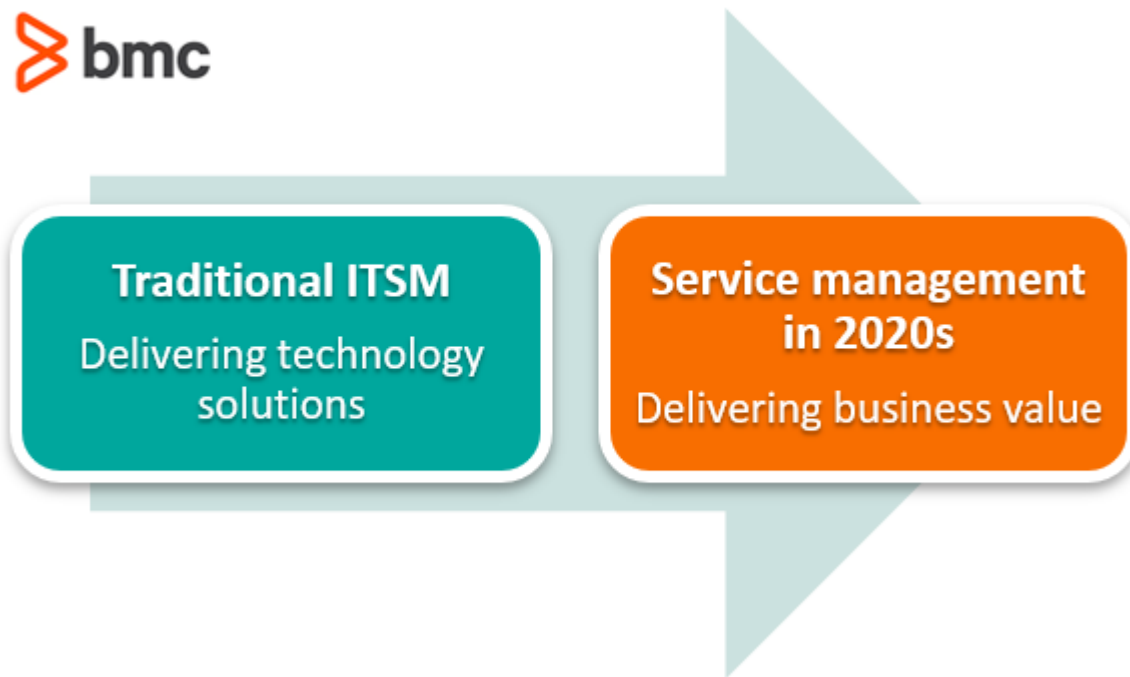 bmc
Traditional ITSM
Delivering technology
solutions
Service management
in 2020s
Delivering business value